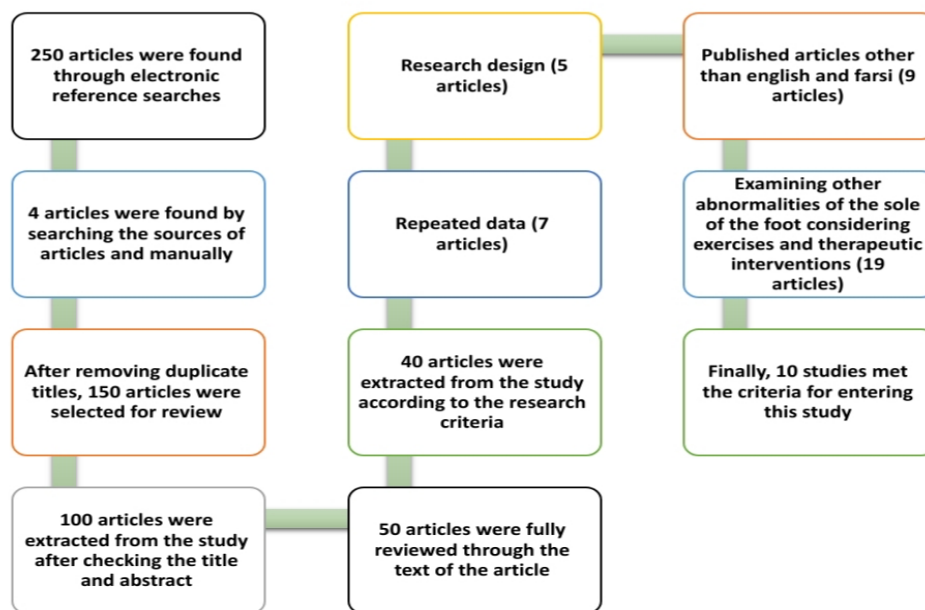 250 articles were found
through electronic
reference searches
4 articles were found by
searching the sources of
articles and manually
After removing duplicate
titles, 150 articles were
selected for review
100 articles were
extracted from the study
after checking the title
and abstract
50 articles were fully
reviewed through the
text of the article
40 articles were
extracted from the study
according to the research
criteria
Repeated data (7
articles)
Research design (5
articles)
Published articles other
than english and farsi (9
articles)
Examining other
abnormalities of the sole
of the foot considering
exercises and therapeutic
interventions (19
articles)
Finally, 10 studies met
the criteria for entering
this study